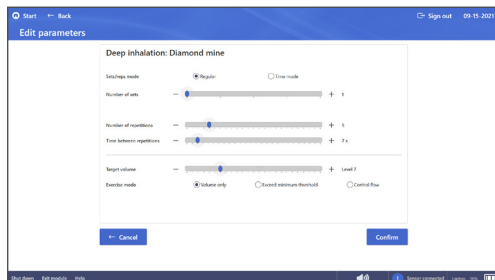 Start ← Back Sign out 09-15-2021
Edit parameters
Deep inhalation: Diamond mine
Sets/reps mode Regular Time mode
Number of sets − + 1
Number of repetitions − + 5
Time between repetitions − + 7 s
Target volume − + Level 7
Exercise mode Volume only Exceed minimum threshold Control flow
← Cancel Confirm
Shut down Exit module Help Sensor connected